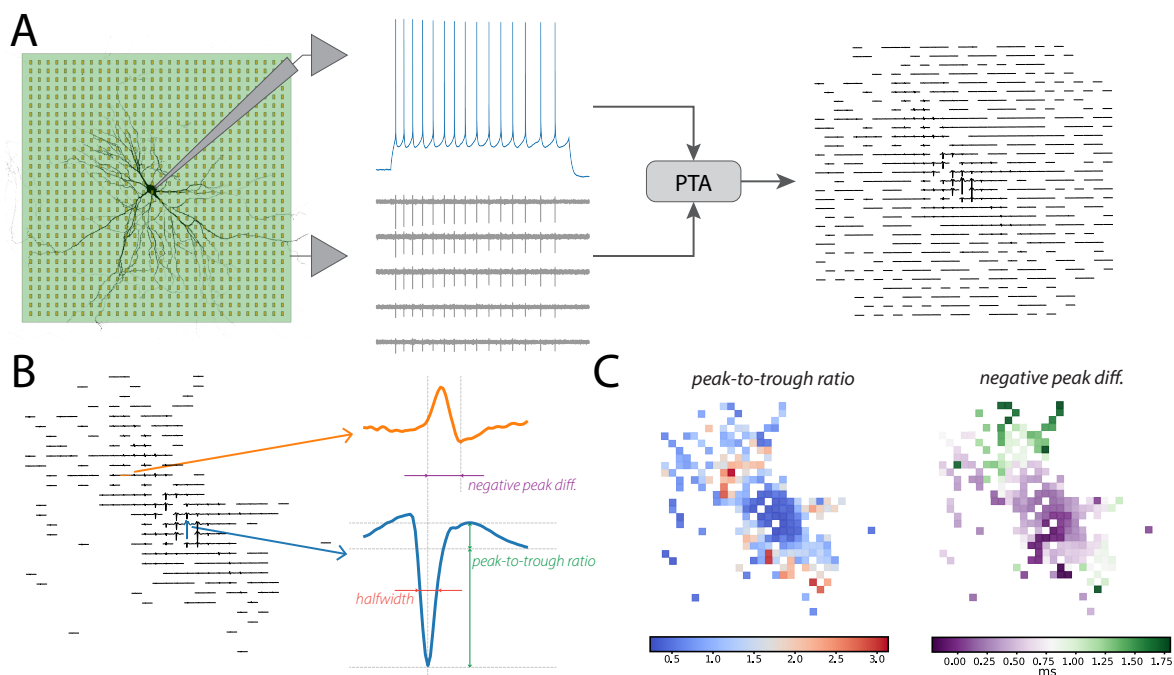 A
PTA
B
negative peak diff.
peak-to-trough ratio
halfwidth
C
peak-to-trough ratio
negative peak diff.
0.5 1.0 1.5 2.0 2.5 3.0
0.00 0.25 0.50 0.75 1.00 1.25 1.50 1.75
ms